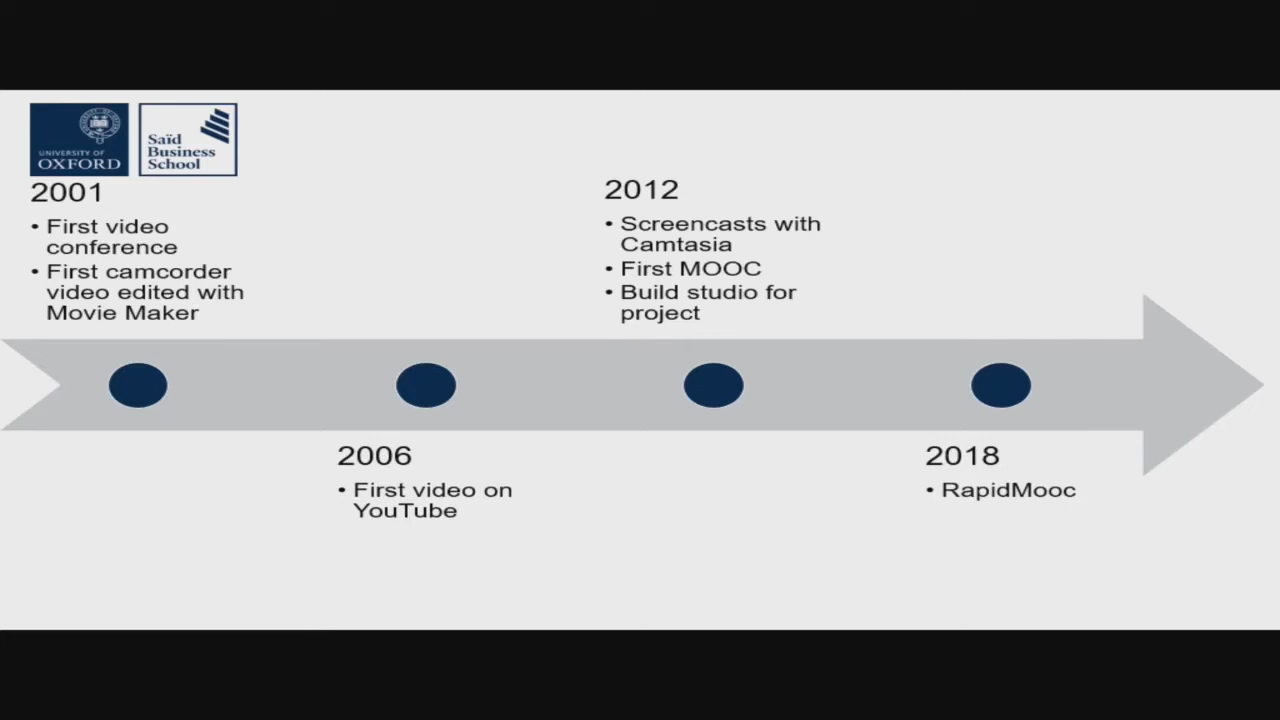 UNIVERSITY OF
OXFORD
Saïd
Business
School
2001
• First video
conference
• First camcorder
video edited with
Movie Maker
2012
• Screencasts with
Camtasia
• First MOOC
• Build studio for
project
2006
• First video on
YouTube
2018
• RapidMooc